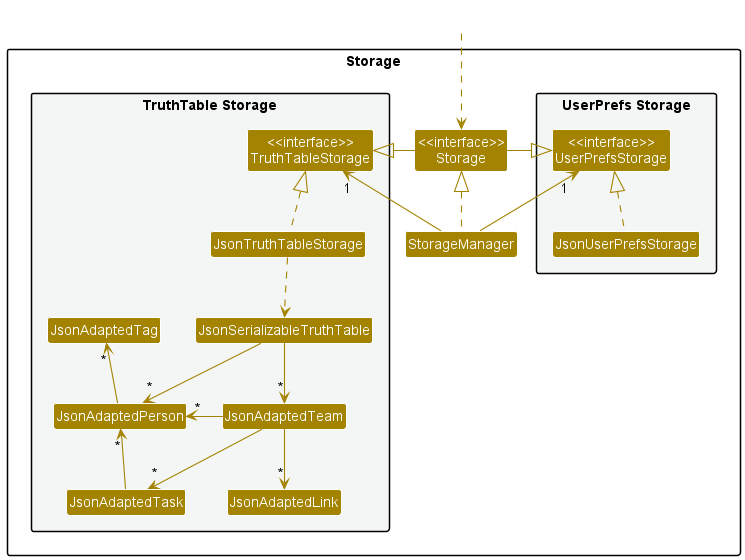 Storage
TruthTable Storage
UserPrefs Storage
<<interface>>
TruthTableStorage
<<interface>>
Storage
<<interface>>
UserPrefsStorage
1
1
JsonTruthTableStorage
StorageManager
JsonUserPrefsStorage
JsonAdaptedTag
JsonSerializableTruthTable
*
*
*
JsonAdaptedPerson
*
JsonAdaptedTeam
*
*
*
JsonAdaptedTask
JsonAdaptedLink